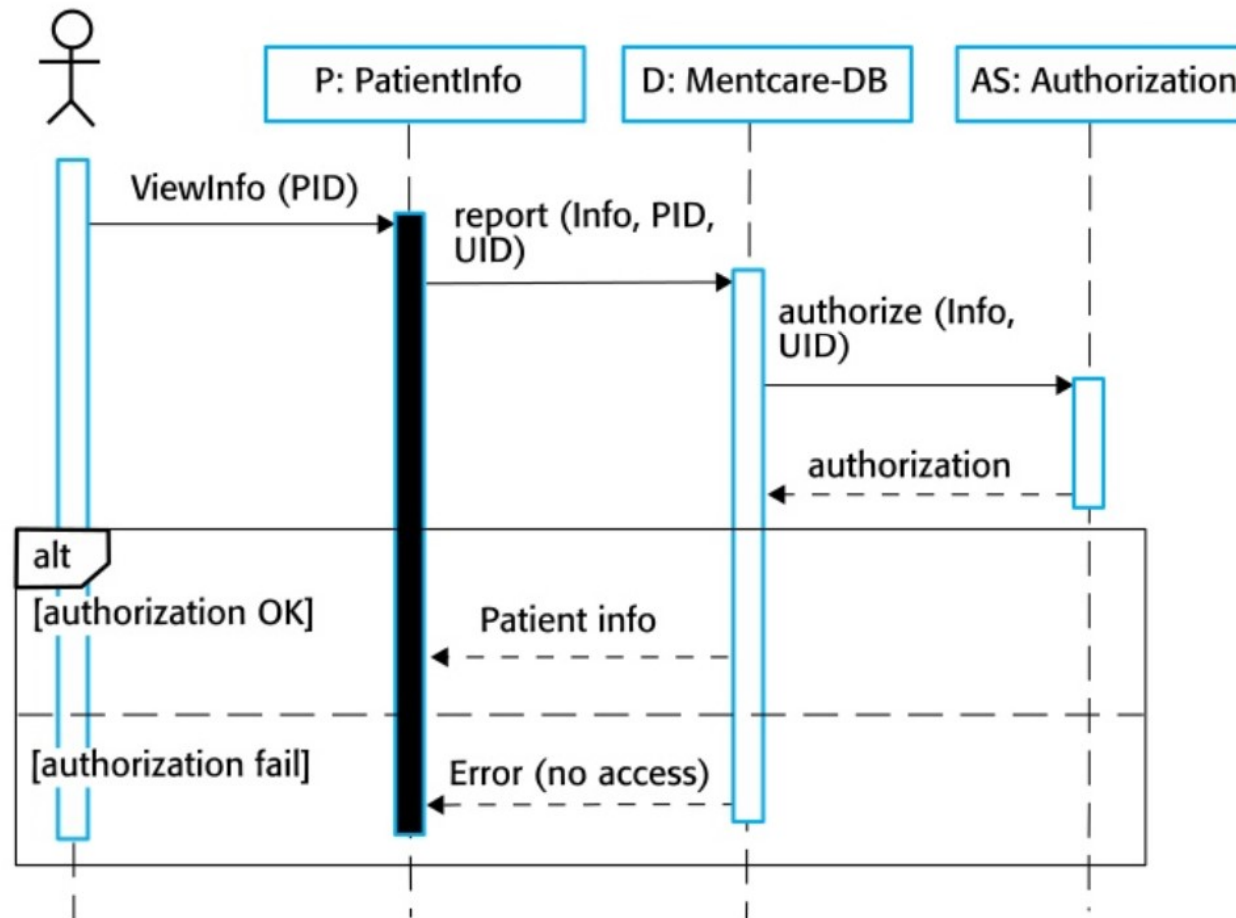 P: PatientInfo
D: Mentcare-DB
AS: Authorization
ViewInfo (PID)
report (Info, PID,
UID)
authorize (Info,
UID)
authorization
alt
[authorization OK]
Patient info
[authorization fail]
Error (no access)